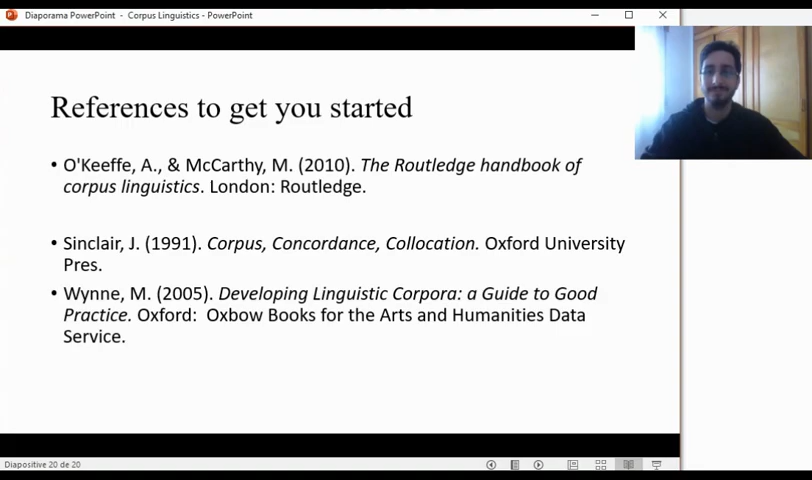 Diaporama PowerPoint - Corpus Linguistics - PowerPoint
References to get you started
• O'Keeffe, A., & McCarthy, M. (2010). The Routledge handbook of
corpus linguistics. London: Routledge.
• Sinclair, J. (1991). Corpus, Concordance, Collocation. Oxford University
Pres.
• Wynne, M. (2005). Developing Linguistic Corpora: a Guide to Good
Practice. Oxford: Oxbow Books for the Arts and Humanities Data
Service.
Diapositive 20 de 20